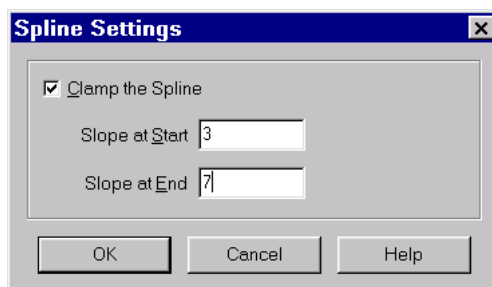 Spline Settings
Clamp the Spline
Slope at Start 3
Slope at End 7
OK Cancel Help